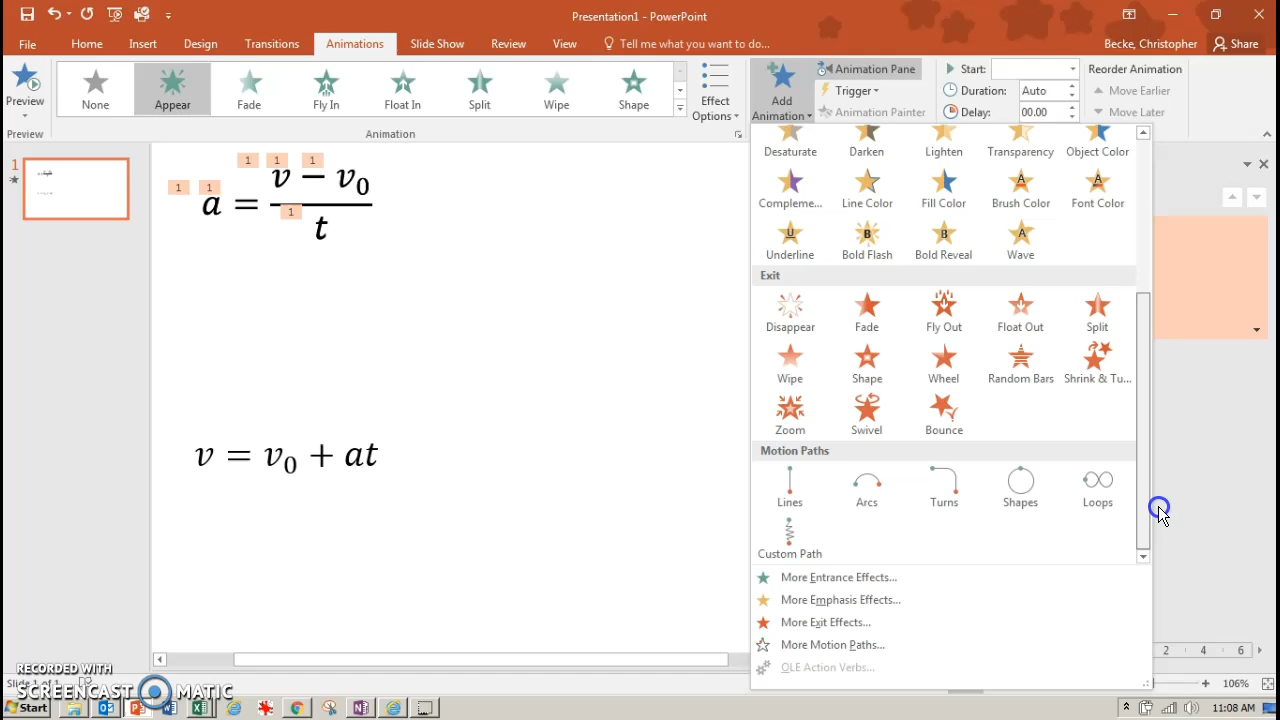 Presentation1 - PowerPoint
File Home Insert Design Transitions Animations Slide Show Review View Tell me what you want to do... Becke, Christopher Share
Preview None Appear Fade Fly In Float In Split Wipe Shape Effect Options Add Animation Animation Pane Trigger Animation Painter Start: Duration: Auto Delay: 00.00 Reorder Animation Move Earlier Move Later
Preview Animation
Desaturate Darken Lighten Transparency Object Color
Compleme... Line Color Fill Color Brush Color Font Color
Underline Bold Flash Bold Reveal Wave
Exit
Disappear Fade Fly Out Float Out Split
Wipe Shape Wheel Random Bars Shrink & Tu...
Zoom Swivel Bounce
Motion Paths
Lines Arcs Turns Shapes Loops
Custom Path
More Entrance Effects...
More Emphasis Effects...
More Exit Effects...
More Motion Paths...
OLE Action Verbs...
1
1 1 1
1 1
1
a = v − v0 / t
v = v0 + at
2 4 6
106%
RECORDED WITH
SCREENCAST MATIC
Start 11:08 AM